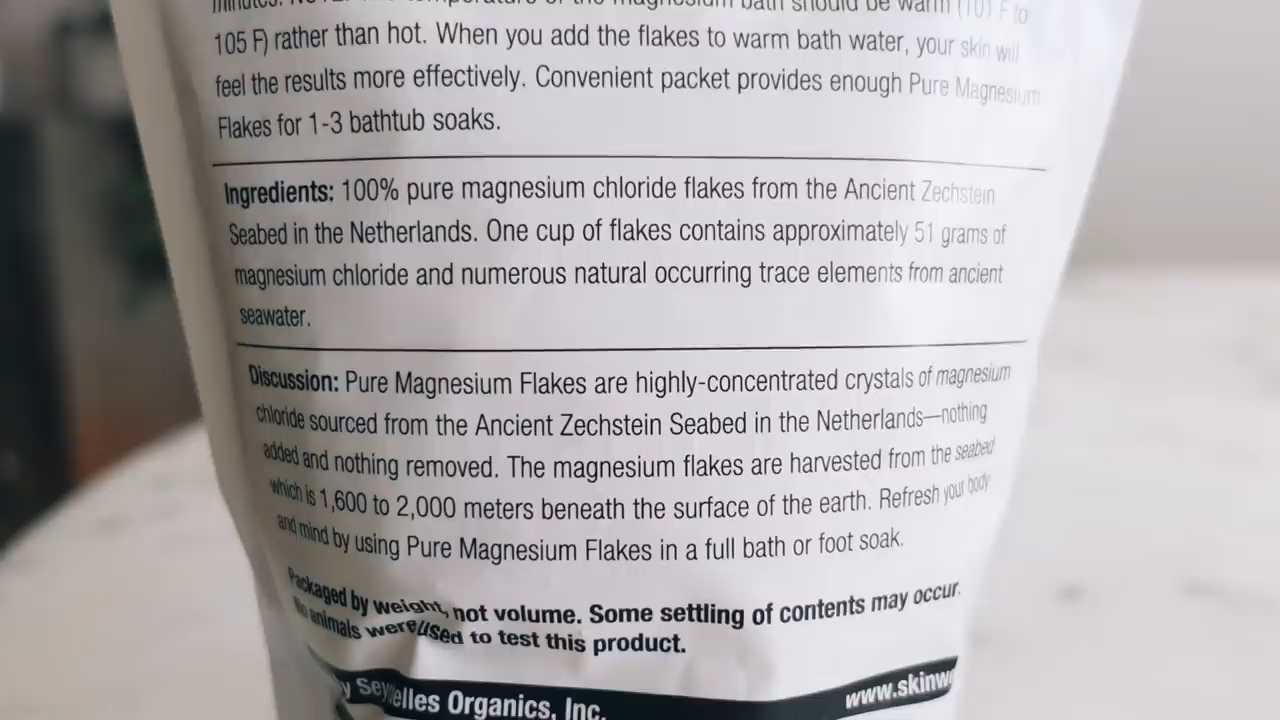 minutes. NOTE: The temperature of the magnesium bath should be warm (101 F to
105 F) rather than hot. When you add the flakes to warm bath water, your skin will
feel the results more effectively. Convenient packet provides enough Pure Magnesium
Flakes for 1-3 bathtub soaks.
Ingredients: 100% pure magnesium chloride flakes from the Ancient Zechstein
Seabed in the Netherlands. One cup of flakes contains approximately 51 grams of
magnesium chloride and numerous natural occurring trace elements from ancient
seawater.
Discussion: Pure Magnesium Flakes are highly-concentrated crystals of magnesium
chloride sourced from the Ancient Zechstein Seabed in the Netherlands—nothing
added and nothing removed. The magnesium flakes are harvested from the seabed
which is 1,600 to 2,000 meters beneath the surface of the earth. Refresh your body
and mind by using Pure Magnesium Flakes in a full bath or foot soak.
Packaged by weight, not volume. Some settling of contents may occur.
No animals were used to test this product.
Organics, Inc.